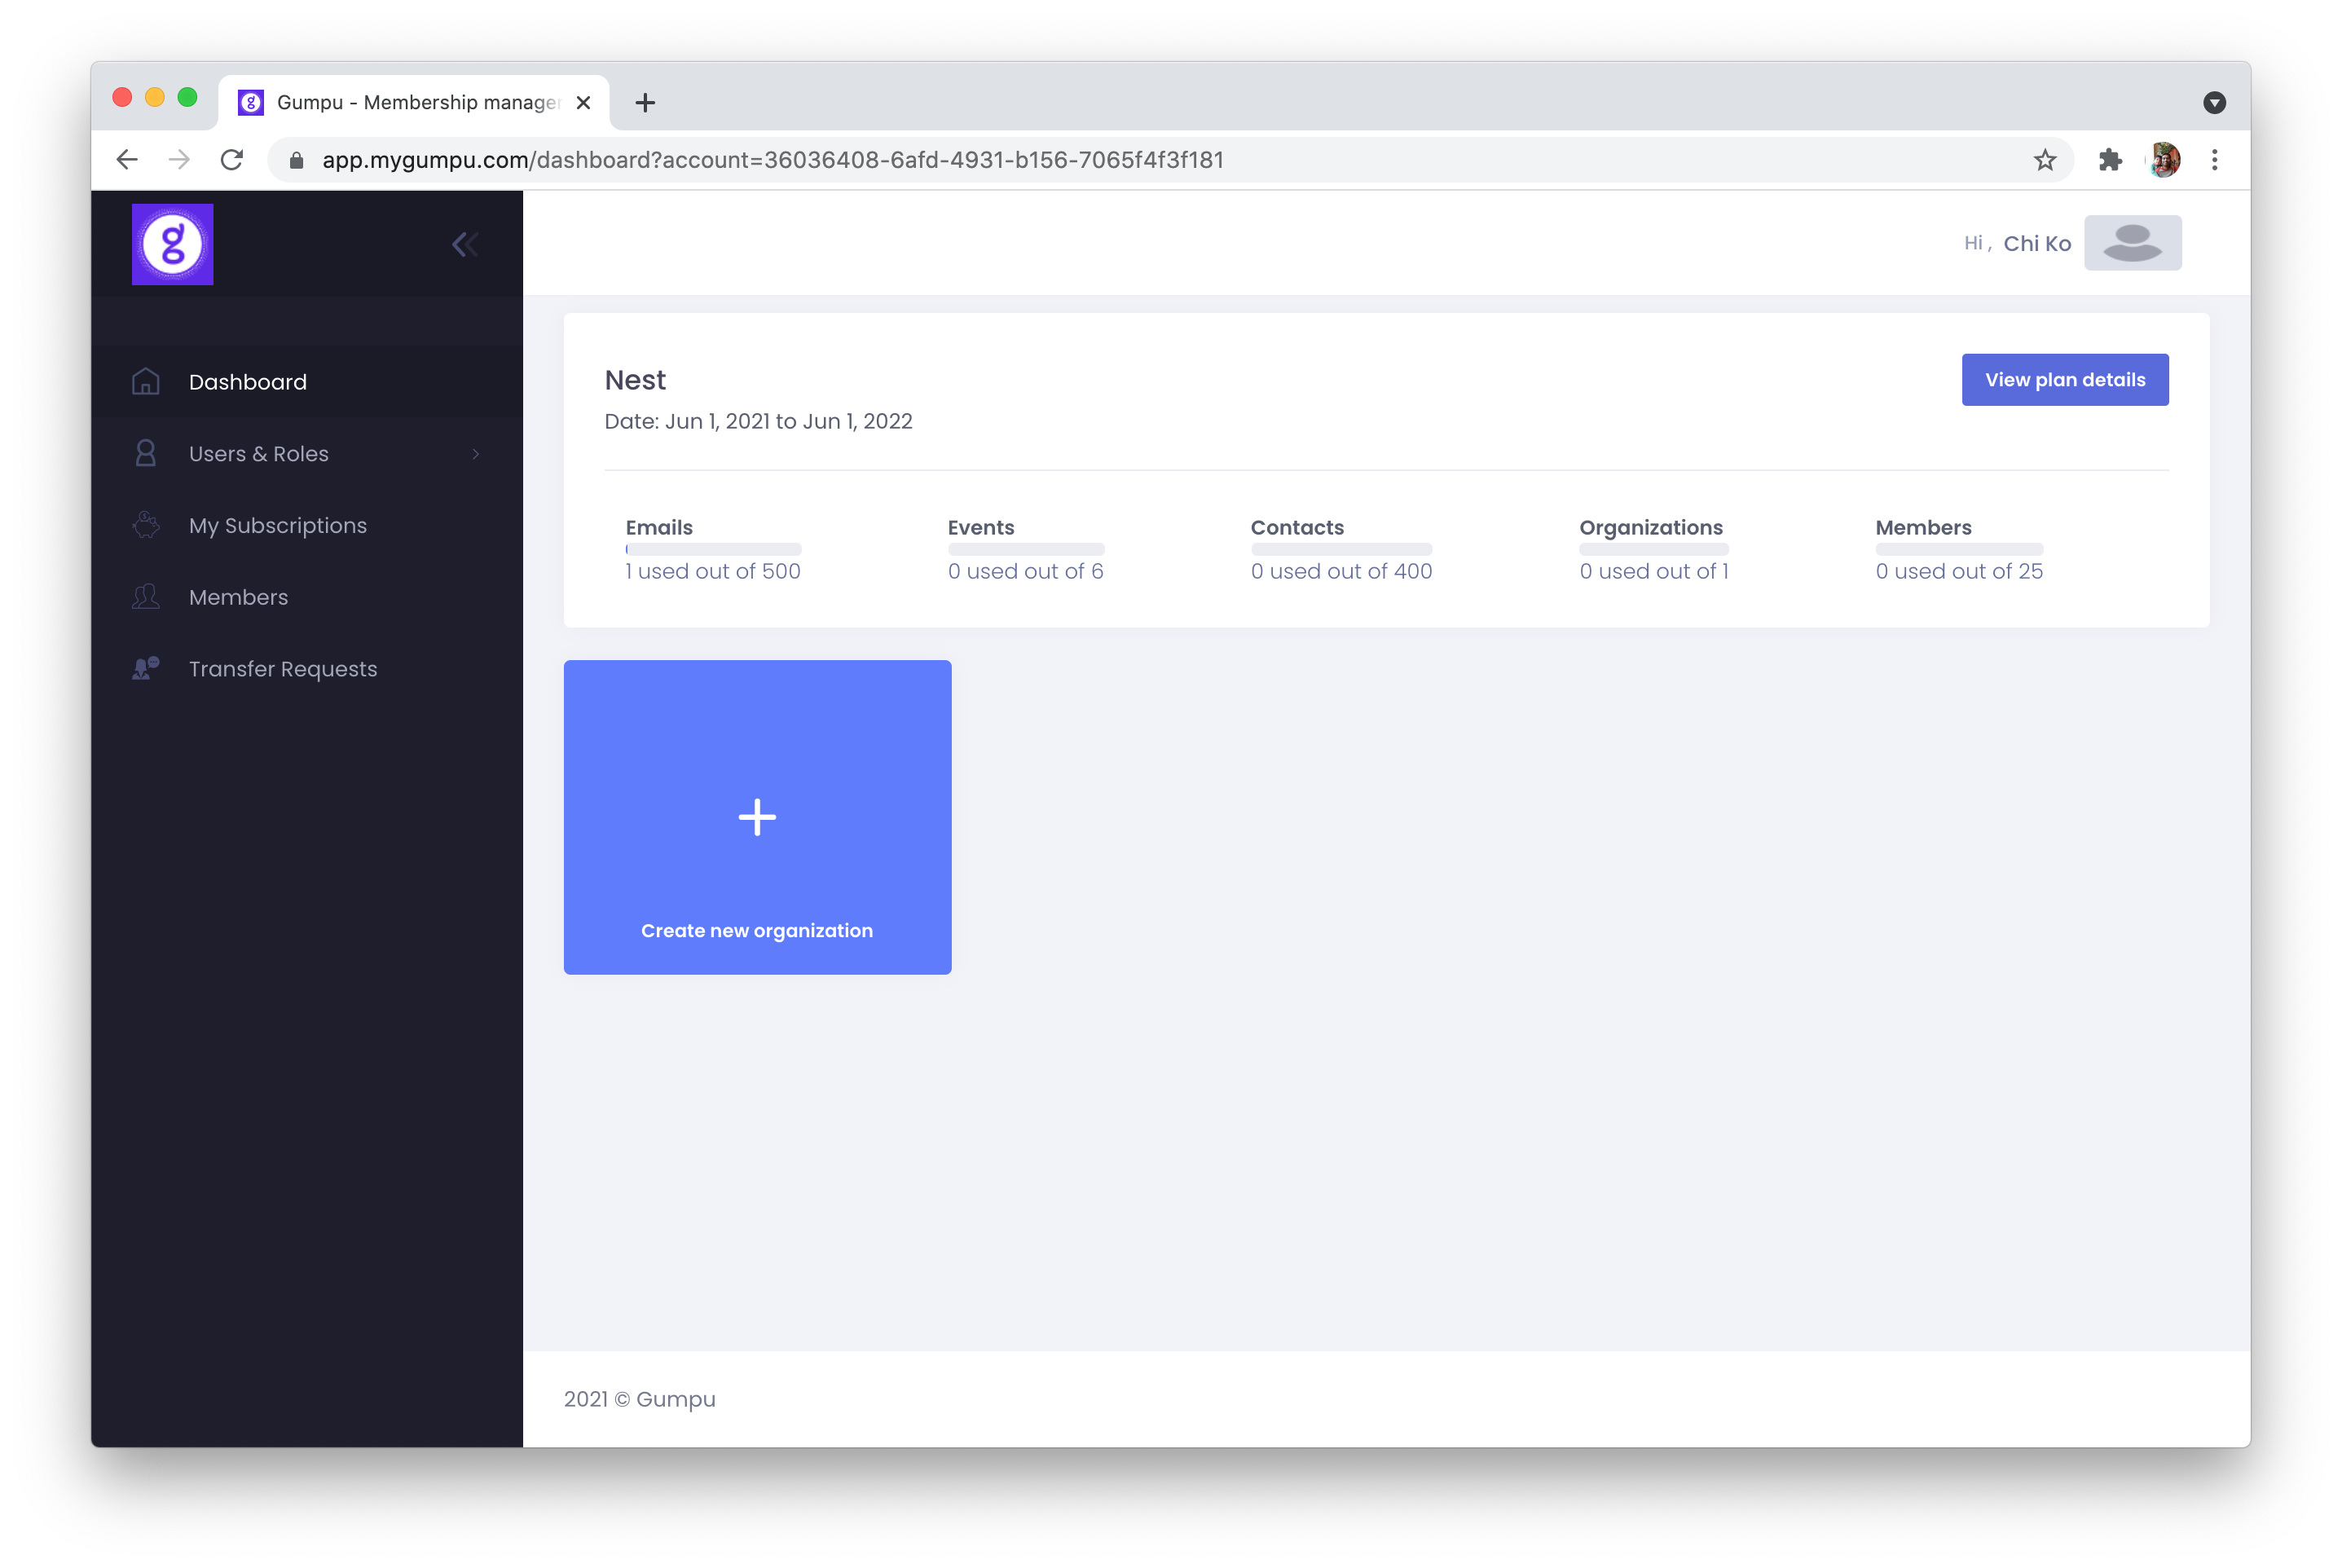 Gumpu - Membership manager
app.mygumpu.com/dashboard?account=36036408-6afd-4931-b156-7065f4f3f181
g
Hi , Chi Ko
Dashboard
Users & Roles
My Subscriptions
Members
Transfer Requests
Nest
View plan details
Date: Jun 1, 2021 to Jun 1, 2022
Emails Events Contacts Organizations Members
1 used out of 500 0 used out of 6 0 used out of 400 0 used out of 1 0 used out of 25
Create new organization
2021 © Gumpu